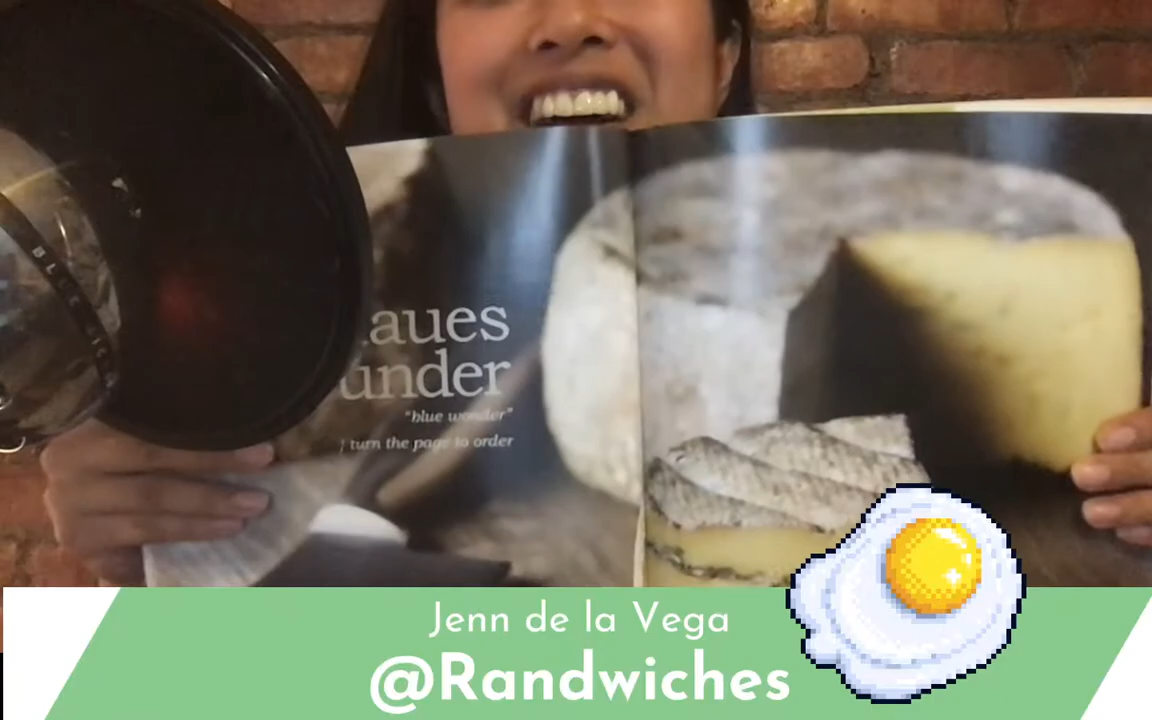 aues
under
"blue wonder"
turn the page to order
Jenn de la Vega
@Randwiches